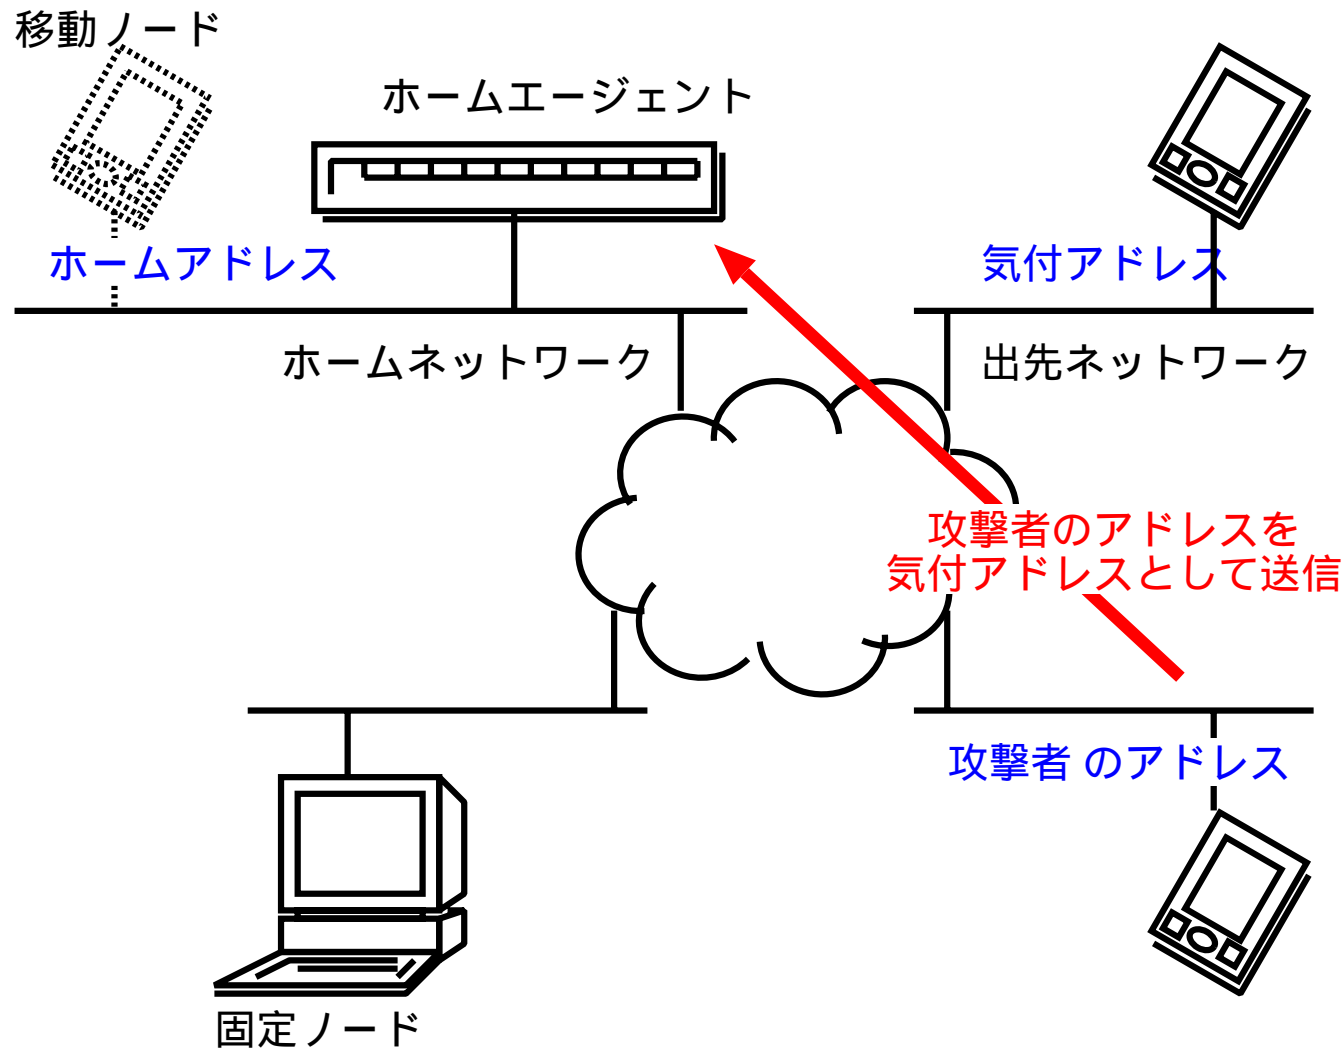 移動ノード
ホームエージェント
ホームアドレス
気付アドレス
ホームネットワーク
出先ネットワーク
攻撃者のアドレスを
気付アドレスとして送信
攻撃者 のアドレス
固定ノード